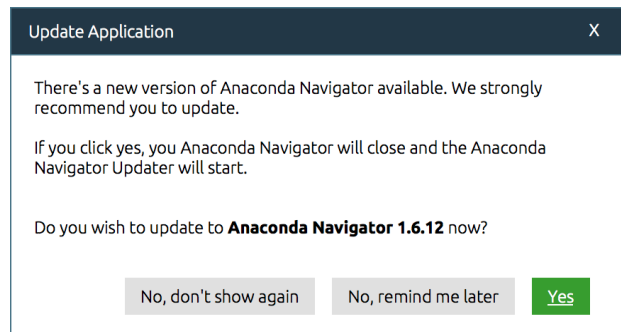 Update Application
X
There's a new version of Anaconda Navigator available. We strongly
recommend you to update.
If you click yes, you Anaconda Navigator will close and the Anaconda
Navigator Updater will start.
Do you wish to update to Anaconda Navigator 1.6.12 now?
No, don't show again
No, remind me later
Yes